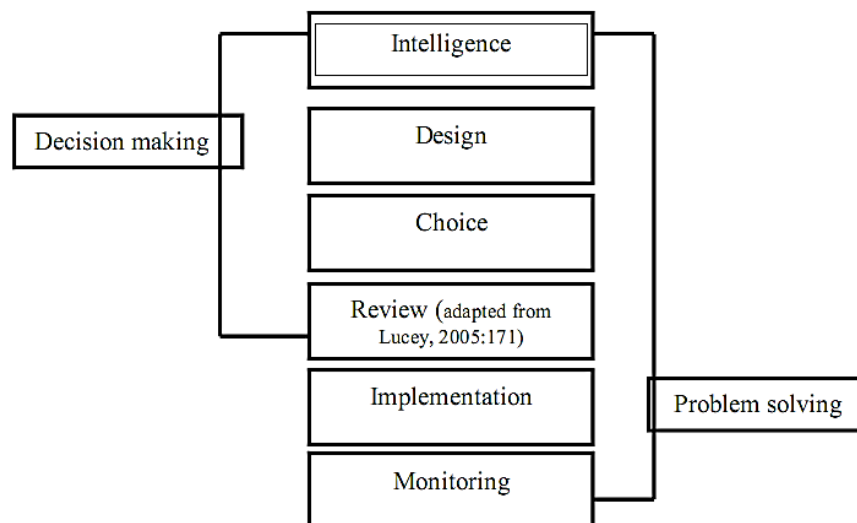 Intelligence
Decision making
Design
Choice
Review (adapted from
Lucey, 2005:171)
Implementation
Problem solving
Monitoring